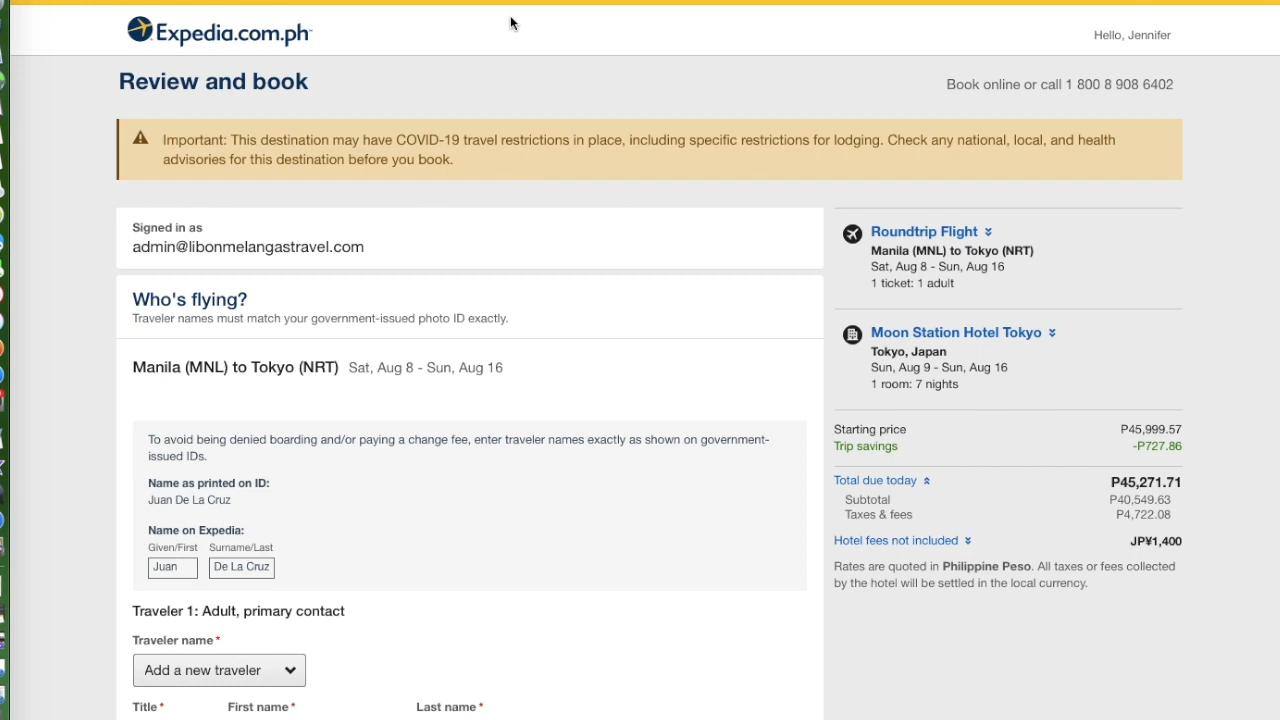 Expedia.com.ph
Hello, Jennifer
Review and book
Book online or call 1 800 8 908 6402
Important: This destination may have COVID-19 travel restrictions in place, including specific restrictions for lodging. Check any national, local, and health
advisories for this destination before you book.
Signed in as
admin@libonmelangastravel.com
Who's flying?
Traveler names must match your government-issued photo ID exactly.
Manila (MNL) to Tokyo (NRT) Sat, Aug 8 - Sun, Aug 16
To avoid being denied boarding and/or paying a change fee, enter traveler names exactly as shown on government-
issued IDs.
Name as printed on ID:
Juan De La Cruz
Name on Expedia:
Given/First Surname/Last
Juan De La Cruz
Traveler 1: Adult, primary contact
Traveler name*
Add a new traveler
Title* First name* Last name*
Roundtrip Flight
Manila (MNL) to Tokyo (NRT)
Sat, Aug 8 - Sun, Aug 16
1 ticket: 1 adult
Moon Station Hotel Tokyo
Tokyo, Japan
Sun, Aug 9 - Sun, Aug 16
1 room: 7 nights
Starting price P45,999.57
Trip savings -P727.86
Total due today P45,271.71
Subtotal P40,549.63
Taxes & fees P4,722.08
Hotel fees not included JP¥1,400
Rates are quoted in Philippine Peso. All taxes or fees collected
by the hotel will be settled in the local currency.